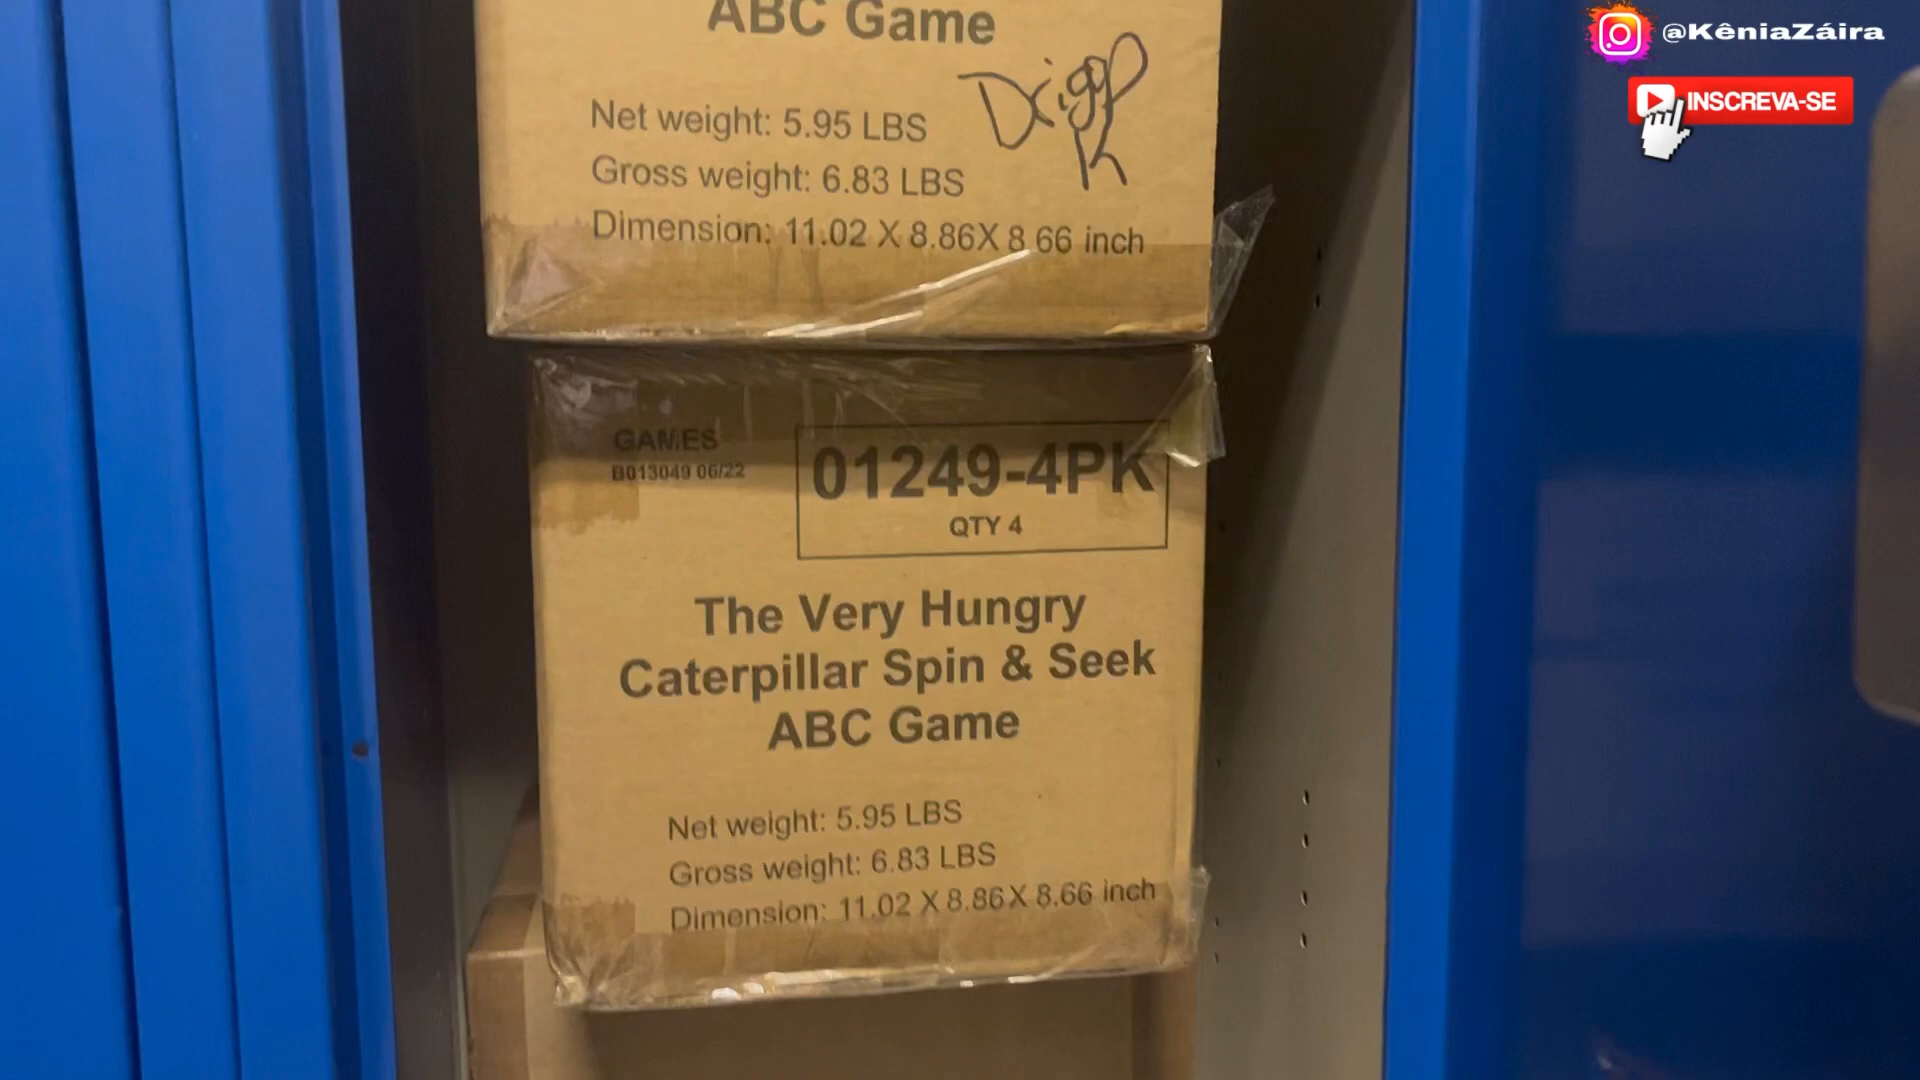 @KêniaZáira
INSCREVA-SE
ABC Game
Net weight: 5.95 LBS
Gross weight: 6.83 LBS
Dimension: 11.02 X 8.86X 8.66 inch
GAMES
B013049 06/22
01249-4PK
QTY 4
The Very Hungry
Caterpillar Spin & Seek
ABC Game
Net weight: 5.95 LBS
Gross weight: 6.83 LBS
Dimension: 11.02 X 8.86X 8.66 inch